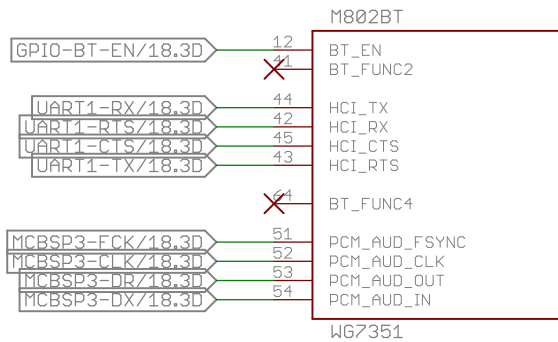 M802BT
GPIO-BT-EN/18.3D 12 BT_EN
41 BT_FUNC2
UART1-RX/18.3D 44 HCI_TX
UART1-RTS/18.3D 42 HCI_RX
UART1-CTS/18.3D 45 HCI_CTS
UART1-TX/18.3D 43 HCI_RTS
64 BT_FUNC4
MCBSP3-FCK/18.3D 51 PCM_AUD_FSYNC
MCBSP3-CLK/18.3D 52 PCM_AUD_CLK
MCBSP3-DR/18.3D 53 PCM_AUD_OUT
MCBSP3-DX/18.3D 54 PCM_AUD_IN
WG7351